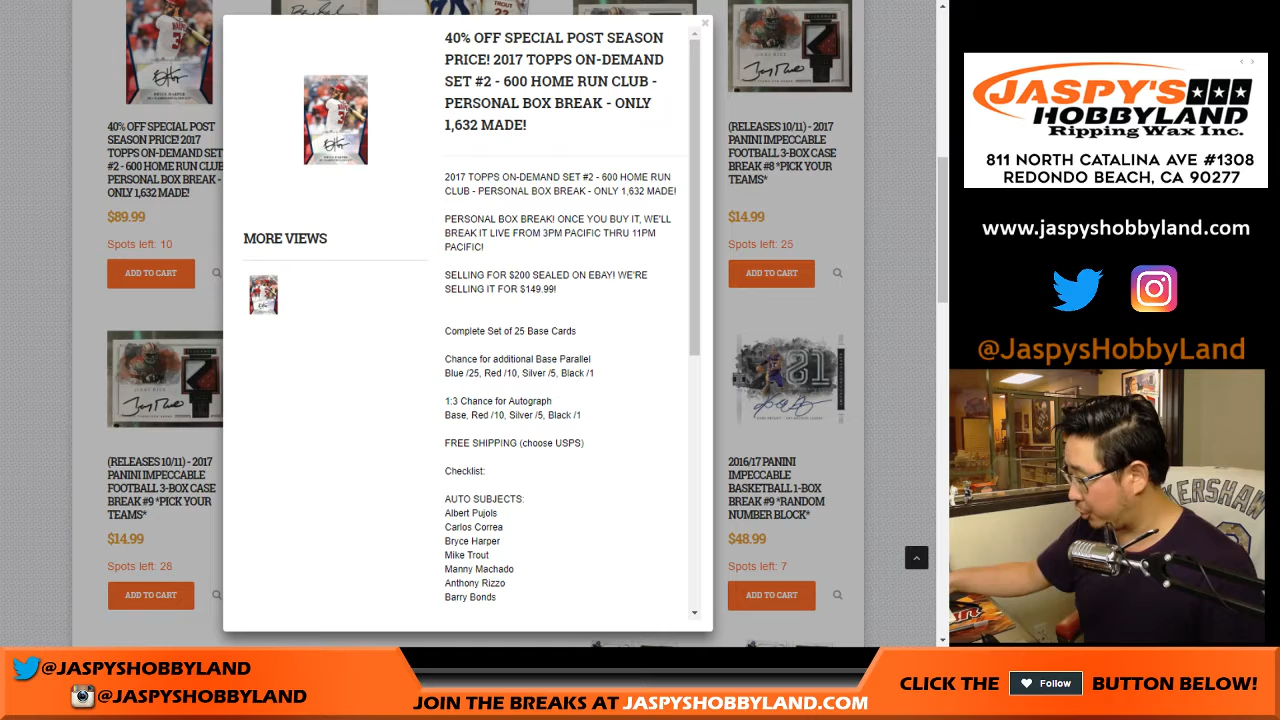 40% OFF SPECIAL POST
SEASON PRICE! 2017
TOPPS ON-DEMAND SET
#2 - 600 HOME RUN CLUB
PERSONAL BOX BREAK -
ONLY 1,632 MADE!
$89.99
Spots left: 10
ADD TO CART
(RELEASES 10/11) - 2017
PANINI IMPECCABLE
FOOTBALL 3-BOX CASE
BREAK #9 *PICK YOUR
TEAMS*
$14.99
Spots left: 26
ADD TO CART
MORE VIEWS
×
40% OFF SPECIAL POST SEASON
PRICE! 2017 TOPPS ON-DEMAND
SET #2 - 600 HOME RUN CLUB -
PERSONAL BOX BREAK - ONLY
1,632 MADE!
2017 TOPPS ON-DEMAND SET #2 - 600 HOME RUN
CLUB - PERSONAL BOX BREAK - ONLY 1,632 MADE!
PERSONAL BOX BREAK! ONCE YOU BUY IT, WE'LL
BREAK IT LIVE FROM 3PM PACIFIC THRU 11PM
PACIFIC!
SELLING FOR $200 SEALED ON EBAY! WE'RE
SELLING IT FOR $149.99!
Complete Set of 25 Base Cards
Chance for additional Base Parallel
Blue /25, Red /10, Silver /5, Black /1
1:3 Chance for Autograph
Base, Red /10, Silver /5, Black /1
FREE SHIPPING (choose USPS)
Checklist:
AUTO SUBJECTS:
Albert Pujols
Carlos Correa
Bryce Harper
Mike Trout
Manny Machado
Anthony Rizzo
Barry Bonds
(RELEASES 10/11) - 2017
PANINI IMPECCABLE
FOOTBALL 3-BOX CASE
BREAK #8 *PICK YOUR
TEAMS*
$14.99
Spots left: 25
ADD TO CART
81
2016/17 PANINI
IMPECCABLE
BASKETBALL 1-BOX
BREAK #9 *RANDOM
NUMBER BLOCK*
$48.99
Spots left: 7
ADD TO CART
JASPY'S
HOBBYLAND
Ripping Wax Inc.
811 NORTH CATALINA AVE #1308
REDONDO BEACH, CA 90277
www.jaspyshobbyland.com
@JaspysHobbyLand
KERSHAW
@JASPYSHOBBYLAND
@JASPYSHOBBYLAND
JOIN THE BREAKS AT JASPYSHOBBYLAND.COM
CLICK THE Follow BUTTON BELOW!